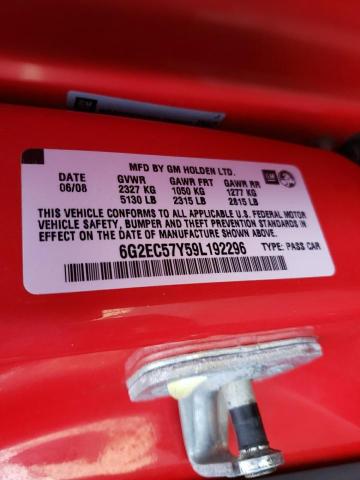 MFD BY GM HOLDEN LTD.
DATE GVWR GAWR FRT GAWR RR
06/08 2327 KG 1050 KG 1277 KG
5130 LB 2315 LB 2815 LB
THIS VEHICLE CONFORMS TO ALL APPLICABLE U.S. FEDERAL MOTOR
VEHICLE SAFETY, BUMPER AND THEFT PREVENTION STANDARDS
IN EFFECT ON THE DATE OF MANUFACTURE SHOWN ABOVE.
6G2EC57Y59L192296 TYPE: PASS CAR
GM